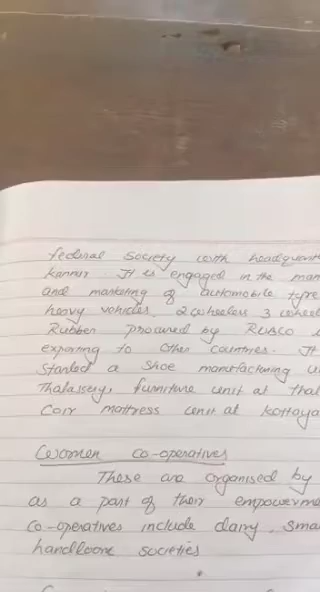 federal society with headquart
kannur. It is engaged in the man
and marketing of automobile tyre
heavy vehicles, 2 wheelers 3 wheel
Rubber procured by RUBCO i
exporting to other countries. It
started a shoe manufacturing u
Thalassery, furniture unit at thal
Coir mattress unit at kottaya
Women co-operatives
These are organised by
as a part of their empowerme
co-operatives include dairy, sma
handloom societies